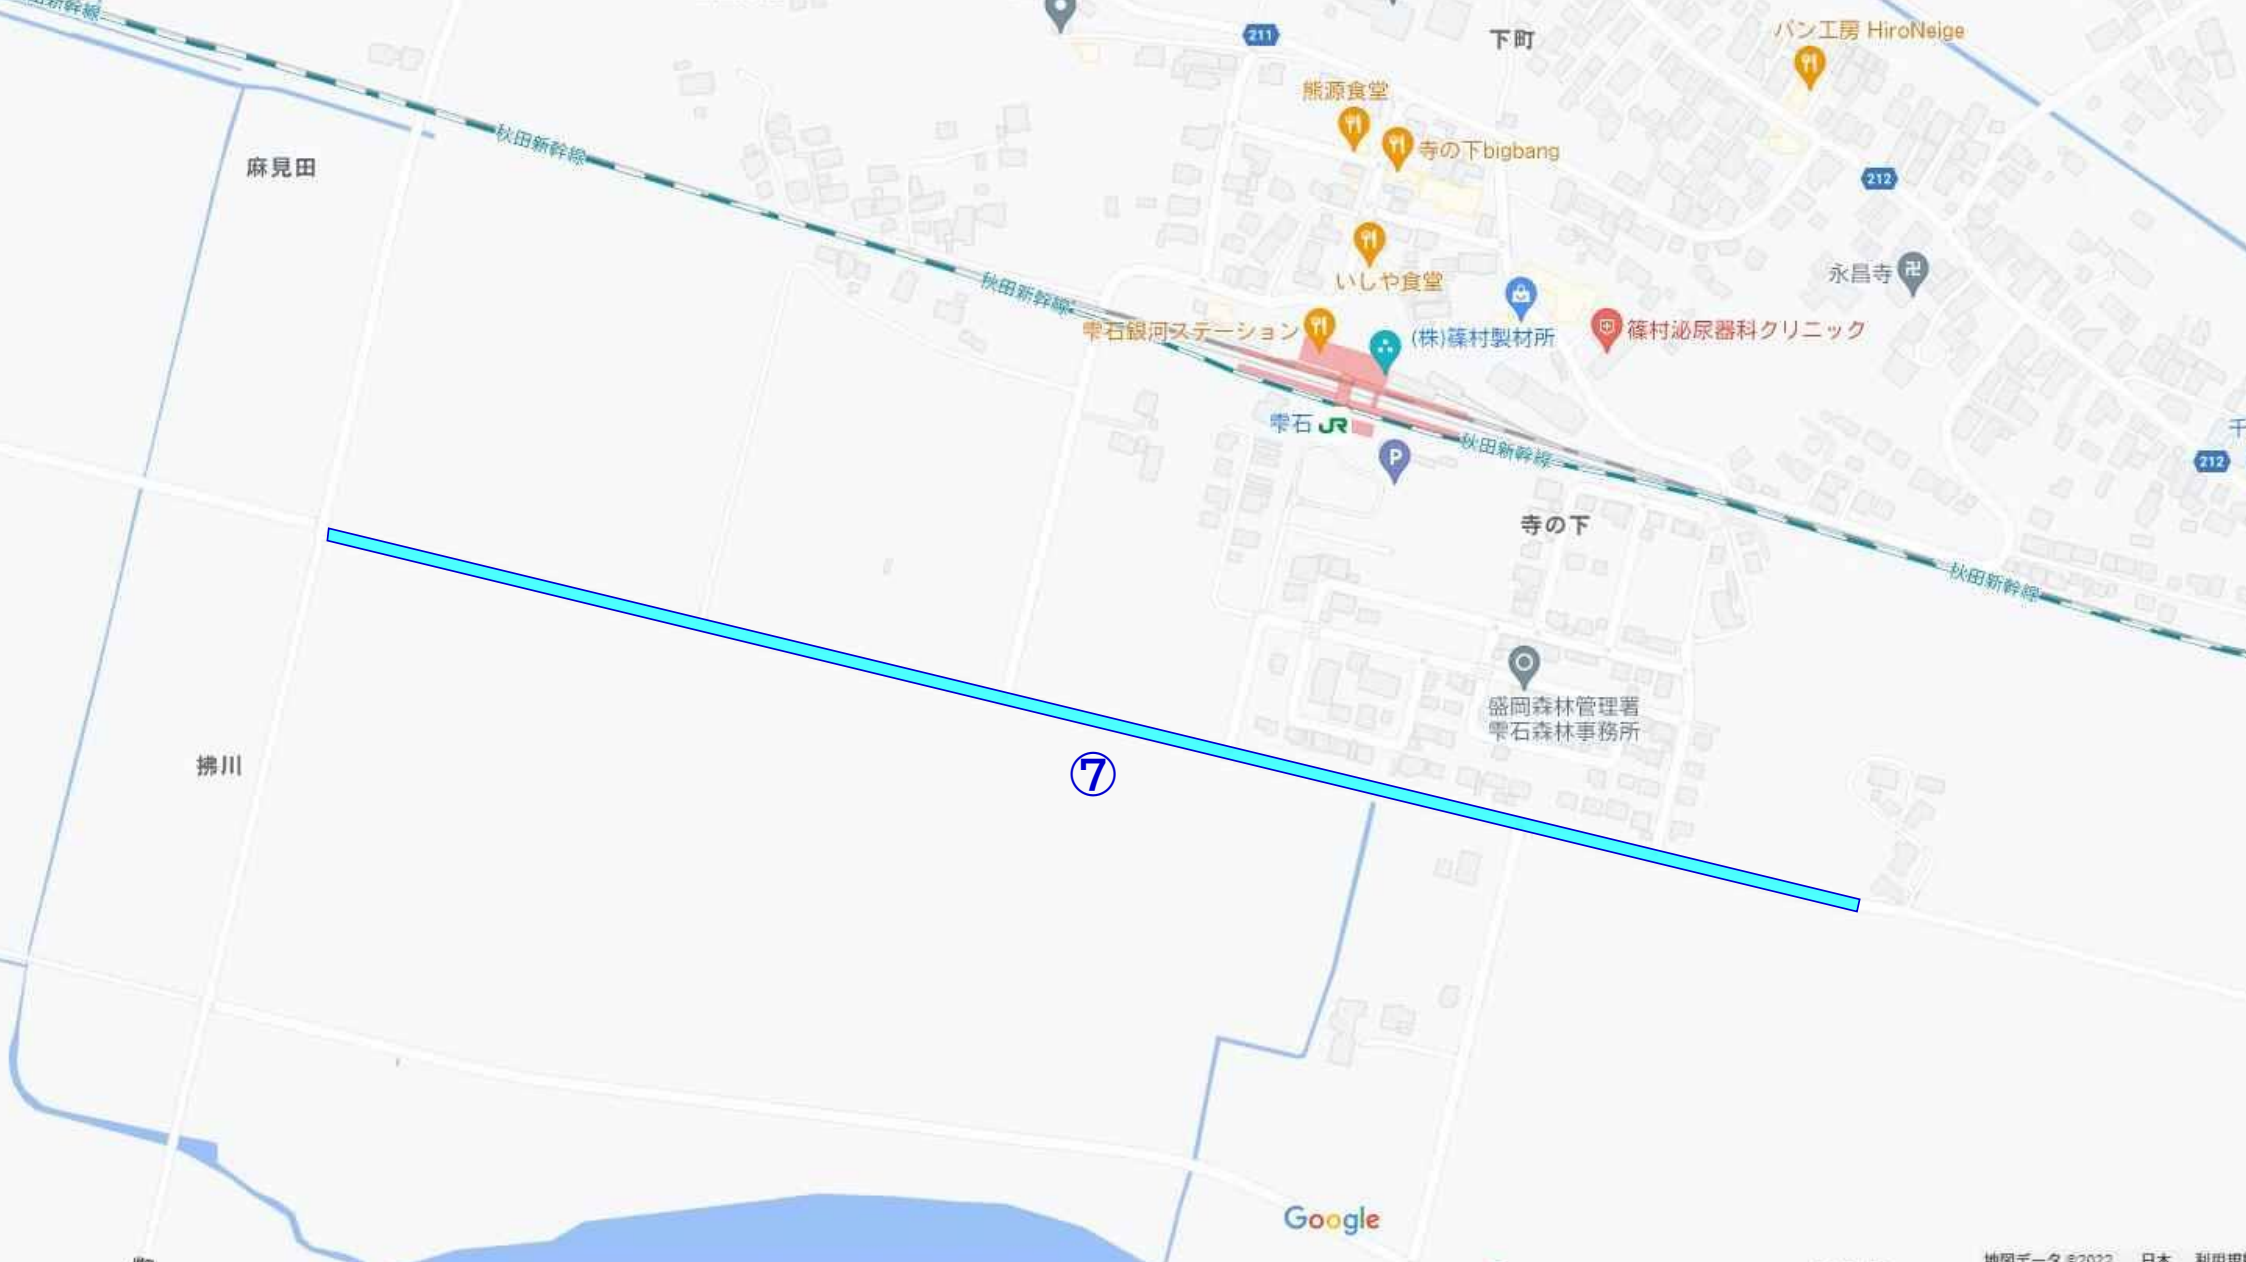 211
下町
パン工房 HiroNeige
熊源食堂
寺の下bigbang
秋田新幹線
麻見田
212
いしや食堂
永昌寺
秋田新幹線
雫石銀河ステーション
(株)篠村製材所
篠村泌尿器科クリニック
雫石 JR
P
秋田新幹線
212
寺の下
秋田新幹線
盛岡森林管理署
雫石森林事務所
拂川
⑦
Google